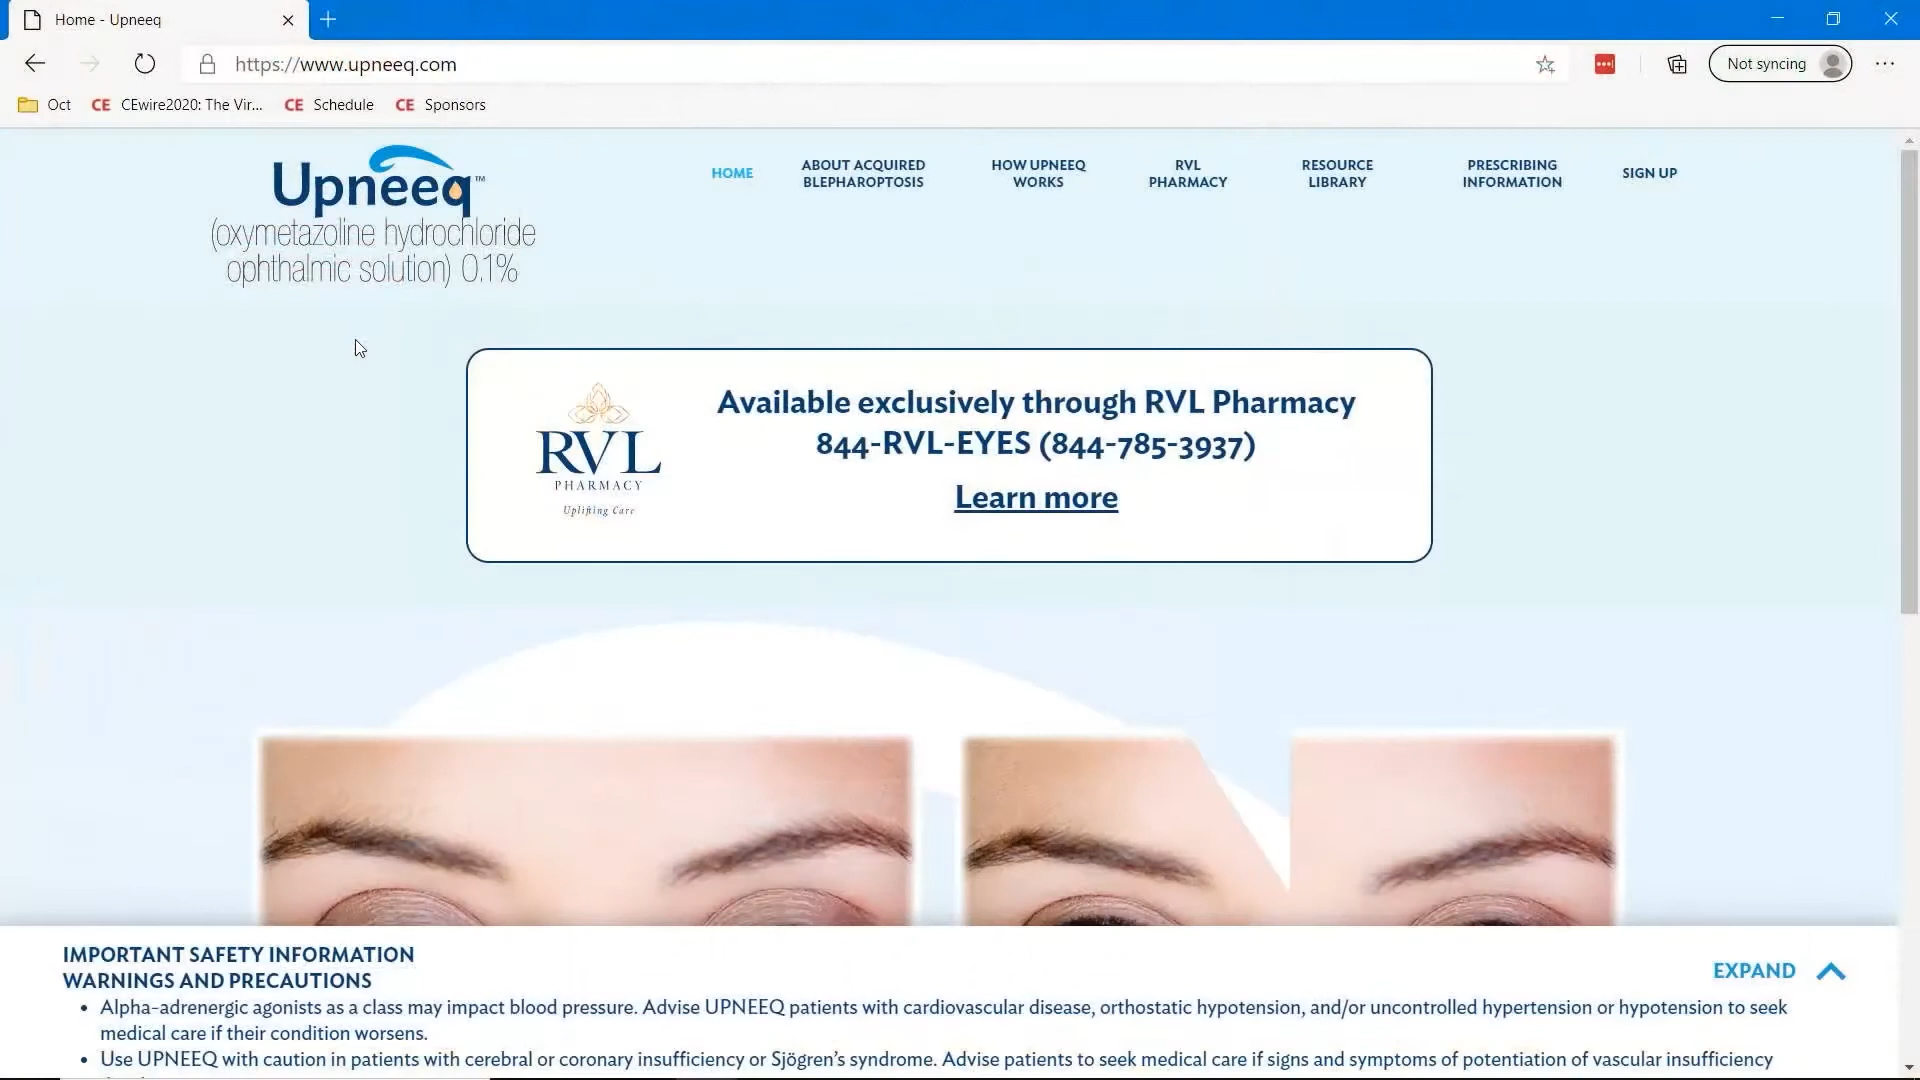 Home - Upneeq
https://www.upneeq.com
Not syncing
Oct
CE CEwire2020: The Vir...
CE Schedule
CE Sponsors
Upneeq™
(oxymetazoline hydrochloride
ophthalmic solution) 0.1%
HOME
ABOUT ACQUIRED
BLEPHAROPTOSIS
HOW UPNEEQ
WORKS
RVL
PHARMACY
RESOURCE
LIBRARY
PRESCRIBING
INFORMATION
SIGN UP
RVL
PHARMACY
Uplifting Care
Available exclusively through RVL Pharmacy
844-RVL-EYES (844-785-3937)
Learn more
IMPORTANT SAFETY INFORMATION
WARNINGS AND PRECAUTIONS
EXPAND
• Alpha-adrenergic agonists as a class may impact blood pressure. Advise UPNEEQ patients with cardiovascular disease, orthostatic hypotension, and/or uncontrolled hypertension or hypotension to seek
medical care if their condition worsens.
• Use UPNEEQ with caution in patients with cerebral or coronary insufficiency or Sjögren's syndrome. Advise patients to seek medical care if signs and symptoms of potentiation of vascular insufficiency